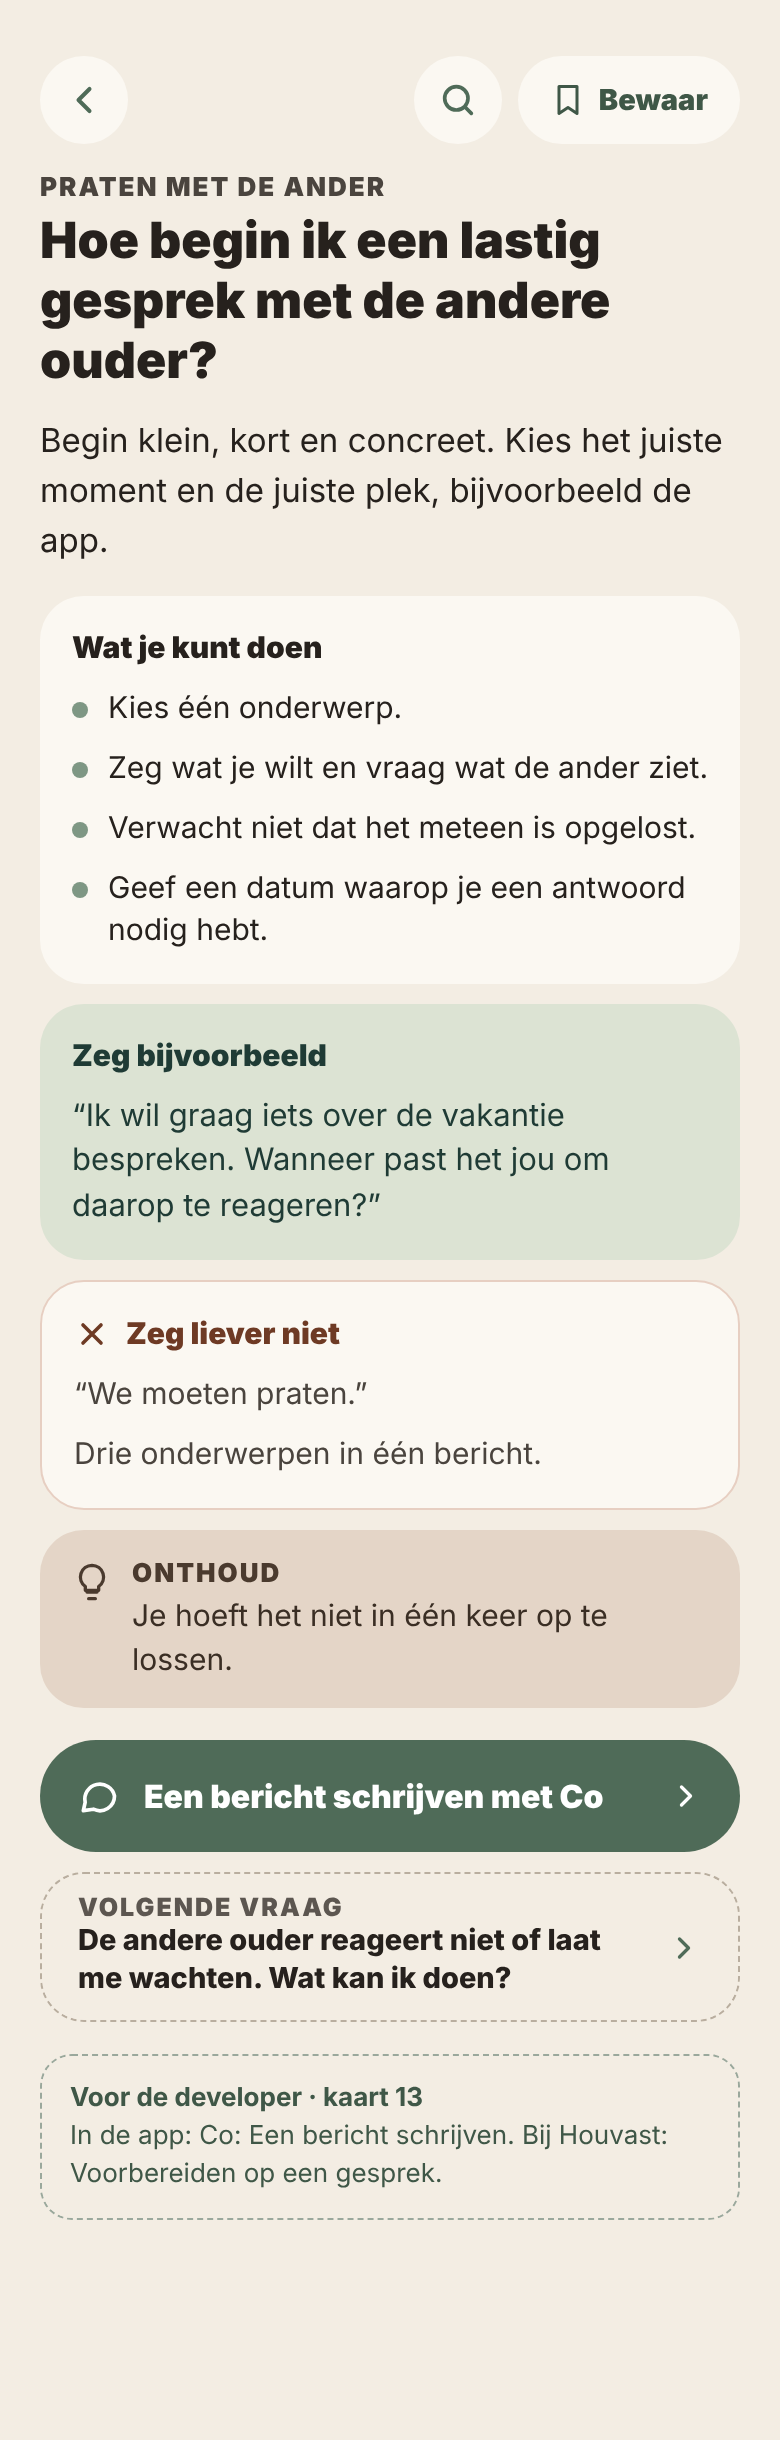 Bewaar
PRATEN MET DE ANDER
Hoe begin ik een lastig
gesprek met de andere
ouder?
Begin klein, kort en concreet. Kies het juiste
moment en de juiste plek, bijvoorbeeld de
app.
Wat je kunt doen
Kies één onderwerp.
Zeg wat je wilt en vraag wat de ander ziet.
Verwacht niet dat het meteen is opgelost.
Geef een datum waarop je een antwoord
nodig hebt.
Zeg bijvoorbeeld
“Ik wil graag iets over de vakantie
bespreken. Wanneer past het jou om
daarop te reageren?”
Zeg liever niet
“We moeten praten.”
Drie onderwerpen in één bericht.
ONTHOUD
Je hoeft het niet in één keer op te
lossen.
Een bericht schrijven met Co
VOLGENDE VRAAG
De andere ouder reageert niet of laat
me wachten. Wat kan ik doen?
Voor de developer · kaart 13
In de app: Co: Een bericht schrijven. Bij Houvast:
Voorbereiden op een gesprek.